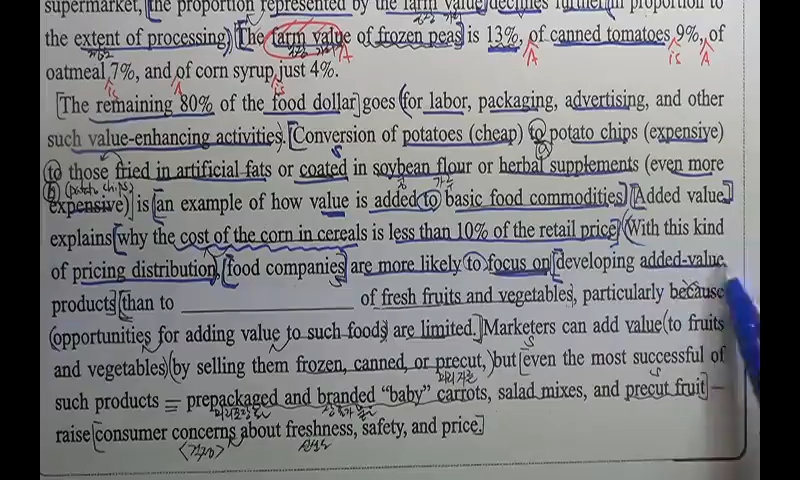 supermarket, the proportion represented by the farm value declines further in proportion to
the extent of processing. The farm value of frozen peas is 13%, of canned tomatoes 9%, of
oatmeal 7%, and of corn syrup just 4%.
The remaining 80% of the food dollar goes for labor, packaging, advertising, and other
such value-enhancing activities. Conversion of potatoes (cheap) to potato chips (expensive)
to those fried in artificial fats or coated in soybean flour or herbal supplements (even more
expensive) is an example of how value is added to basic food commodities. Added value
explains why the cost of the corn in cereals is less than 10% of the retail price. With this kind
of pricing distribution, food companies are more likely to focus on developing added-value
products than to ____________________ of fresh fruits and vegetables, particularly because
opportunities for adding value to such foods are limited. Marketers can add value to fruits
and vegetables by selling them frozen, canned, or precut, but even the most successful of
such products — prepackaged and branded “baby” carrots, salad mixes, and precut fruit —
raise consumer concerns about freshness, safety, and price.